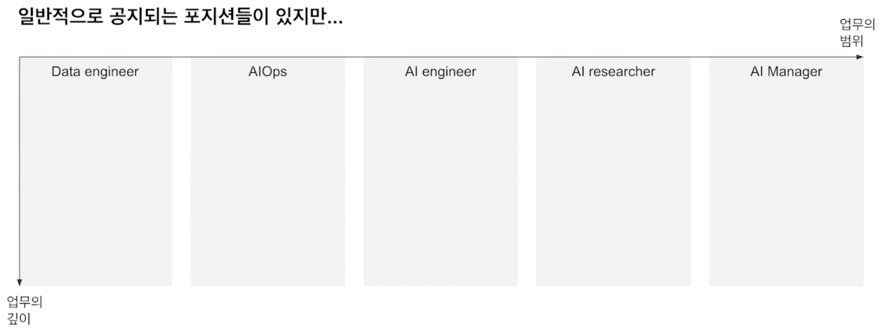 일반적으로 공지되는 포지션들이 있지만...
업무의
범위
Data engineer
AIOps
AI engineer
AI researcher
AI Manager
업무의
깊이